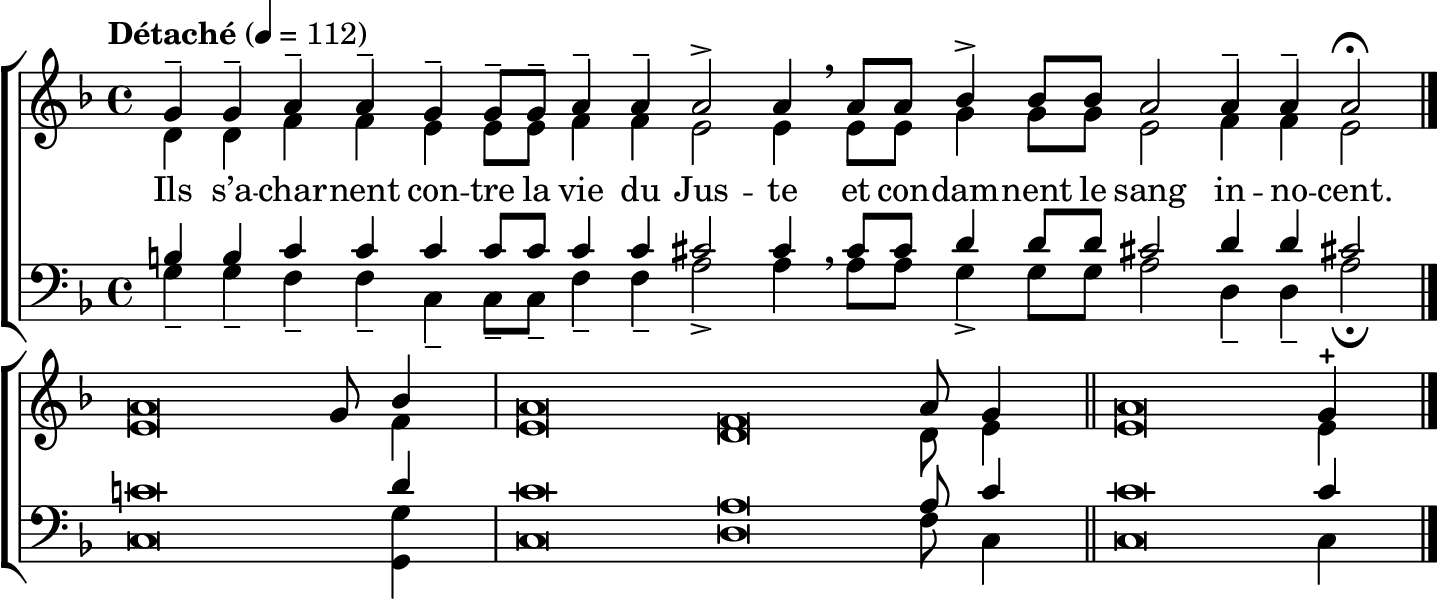 Détaché (♩ = 112)
Ils s’a - char - nent con - tre la vie du Jus - te et con - dam - nent le sang in - no - cent.